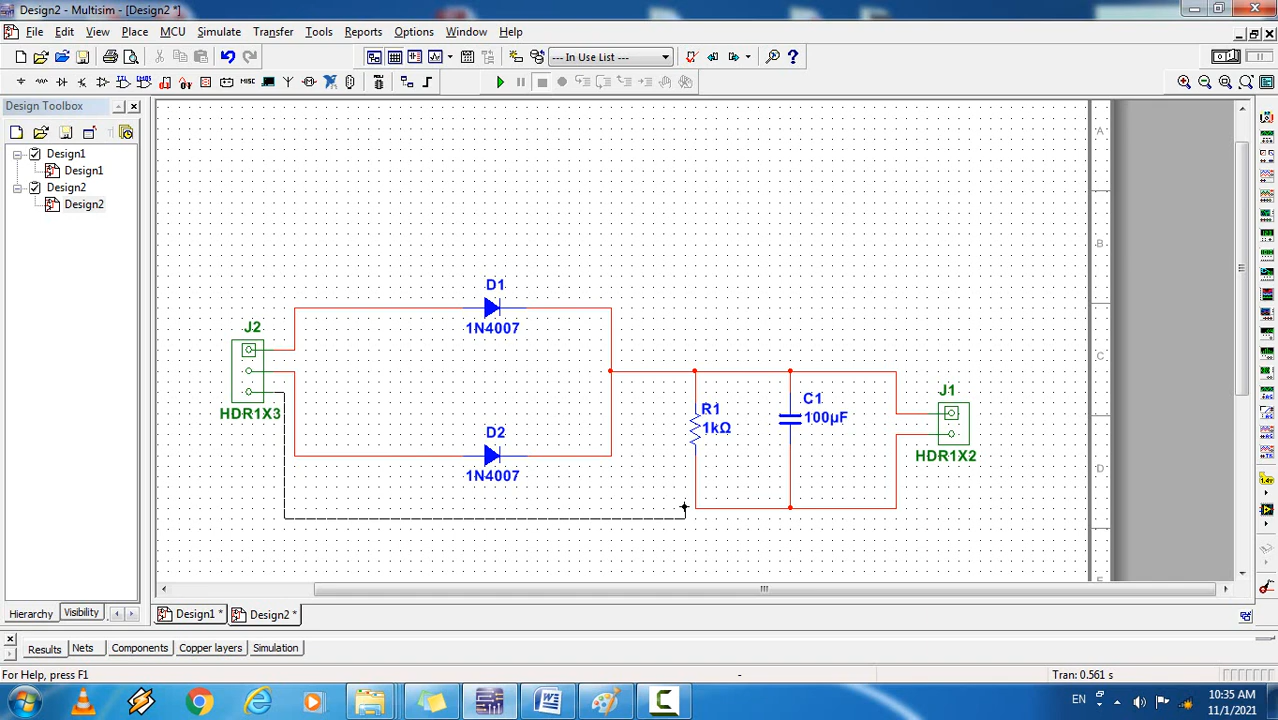 Design2 - Multisim - [Design2 *]
File Edit View Place MCU Simulate Transfer Tools Reports Options Window Help
--- In Use List ---
MISC
Design Toolbox
Design1
Design1
Design2
Design2
A
B
C
D
D1
1N4007
J2
HDR1X3
D2
1N4007
R1
1kΩ
C1
100µF
J1
HDR1X2
Hierarchy Visibility
Design1 * Design2 *
Results Nets Components Copper layers Simulation
For Help, press F1
-
Tran: 0.561 s
EN
10:35 AM
11/1/2021